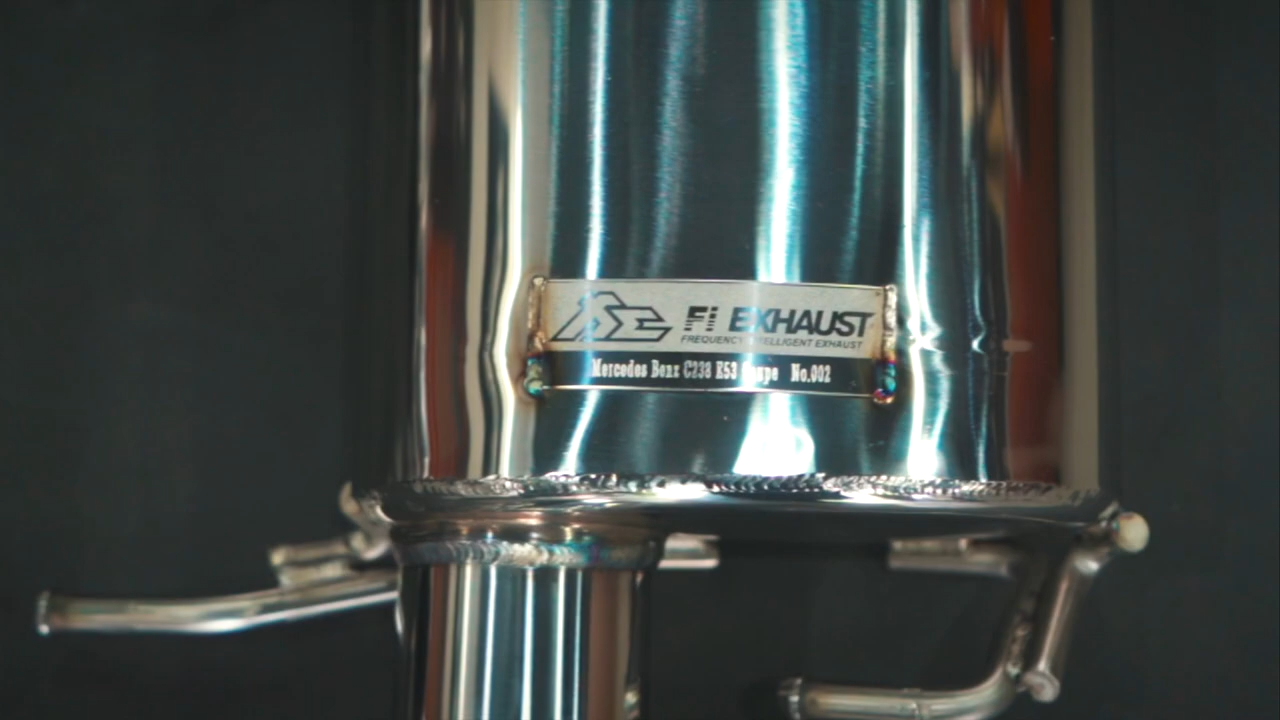 Fi EXHAUST
FREQUENCY INTELLIGENT EXHAUST
Mercedes Benz C238 E53 Coupe No.002